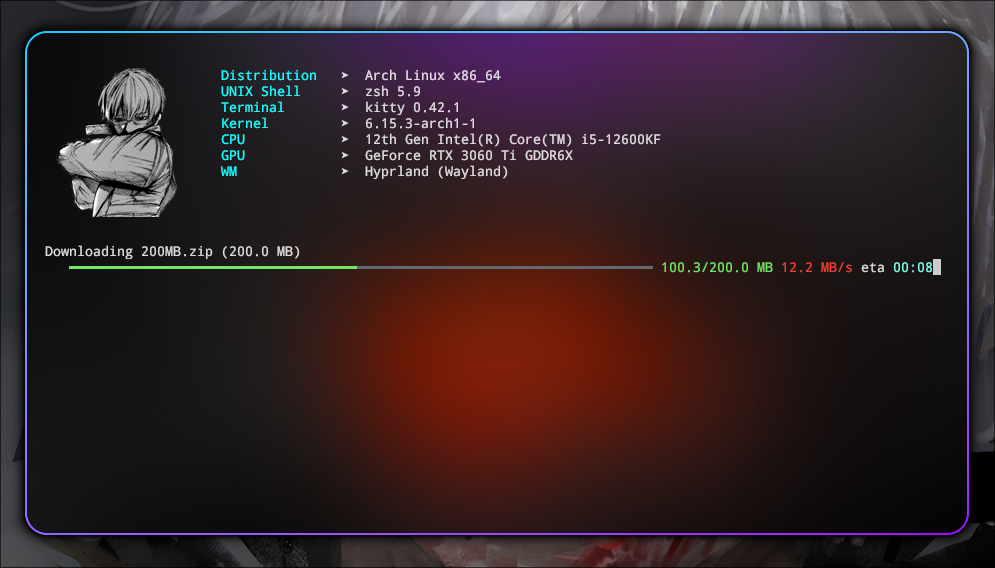 Distribution ➤ Arch Linux x86_64
UNIX Shell ➤ zsh 5.9
Terminal ➤ kitty 0.42.1
Kernel ➤ 6.15.3-arch1-1
CPU ➤ 12th Gen Intel(R) Core(TM) i5-12600KF
GPU ➤ GeForce RTX 3060 Ti GDDR6X
WM ➤ Hyprland (Wayland)
Downloading 200MB.zip (200.0 MB)
100.3/200.0 MB 12.2 MB/s eta 00:08